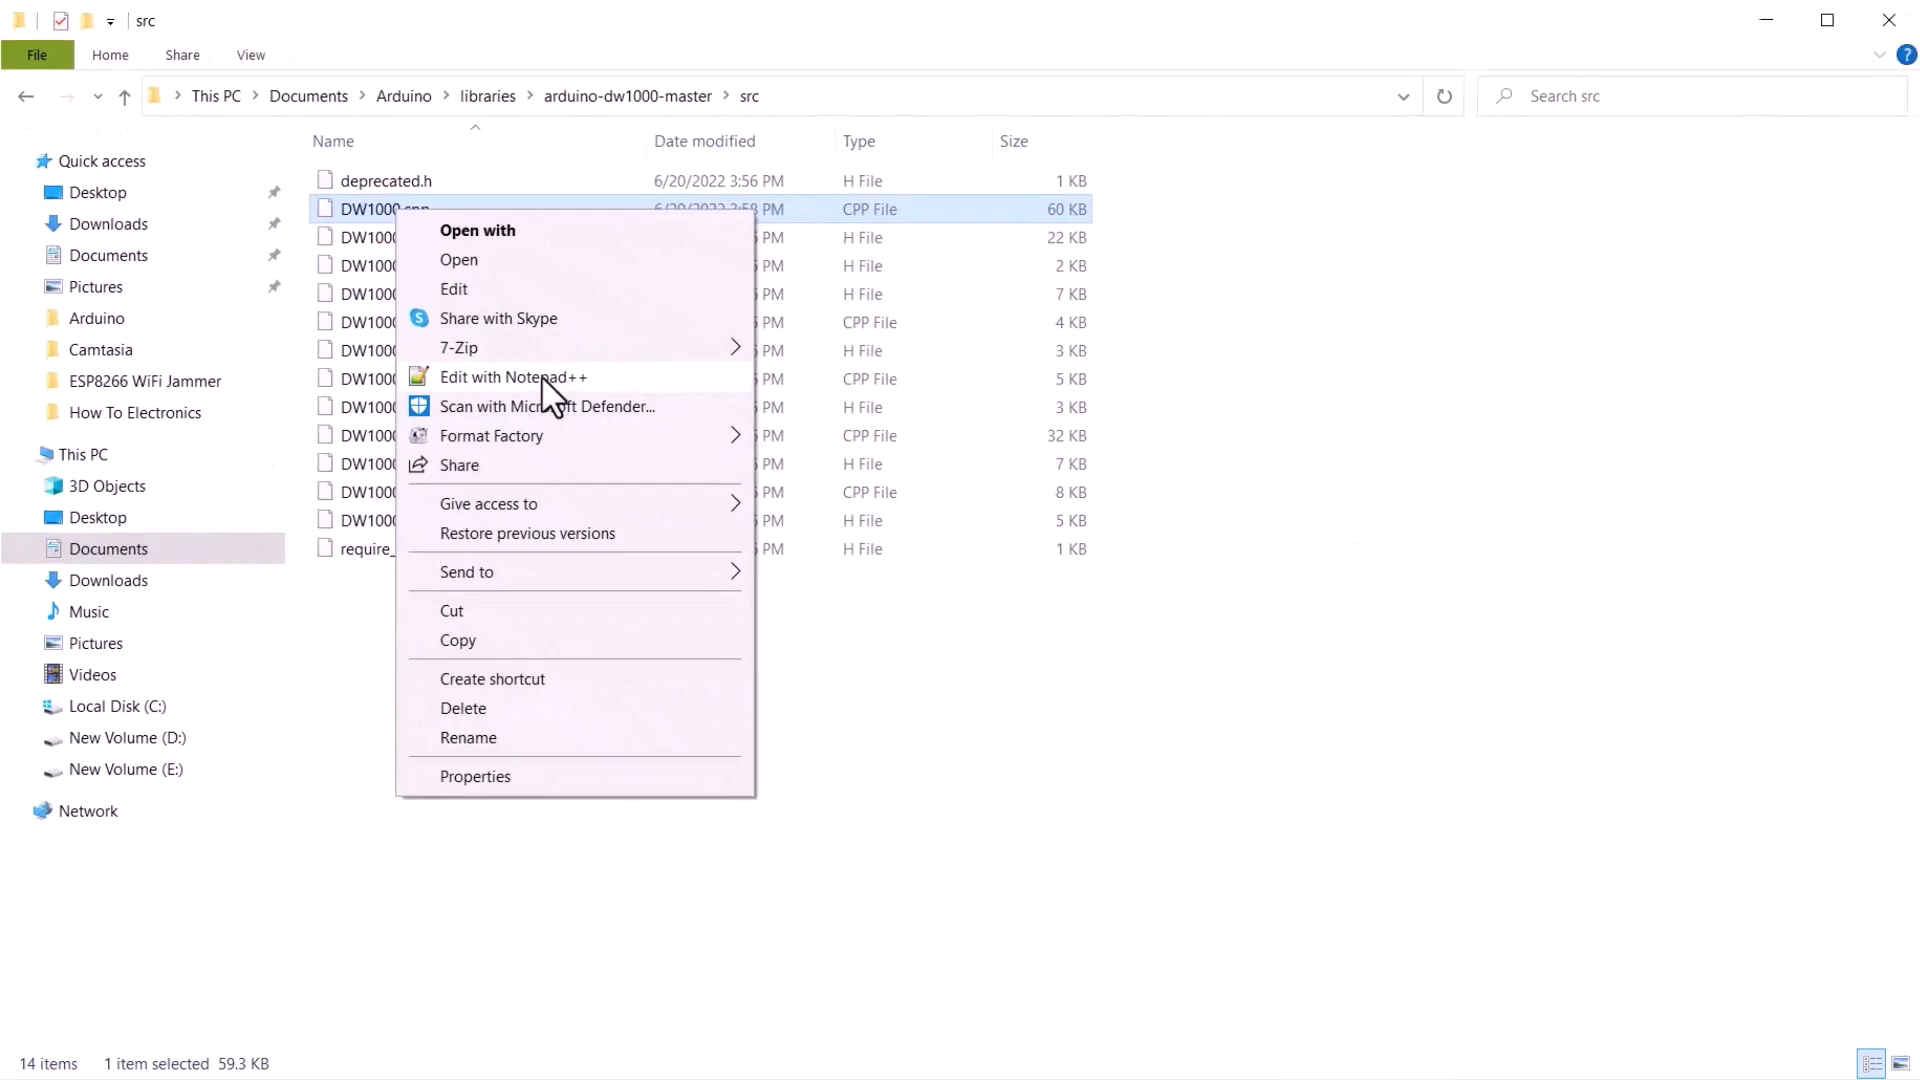 src
File Home Share View
This PC Documents Arduino libraries arduino-dw1000-master src
Search src
Name Date modified Type Size
Quick access
Desktop
Downloads
Documents
Pictures
Arduino
Camtasia
ESP8266 WiFi Jammer
How To Electronics
This PC
3D Objects
Desktop
Documents
Downloads
Music
Pictures
Videos
Local Disk (C:)
New Volume (D:)
New Volume (E:)
Network
deprecated.h 6/20/2022 3:56 PM H File 1 KB
DW1000.cpp 6/20/2022 3:58 PM CPP File 60 KB
DW1000 PM H File 22 KB
DW1000 PM H File 2 KB
DW1000 PM H File 7 KB
DW1000 PM CPP File 4 KB
DW1000 PM H File 3 KB
DW1000 PM CPP File 7 KB
DW1000 PM H File 3 KB
DW1000 PM CPP File 32 KB
DW1000 PM H File 7 KB
DW1000 PM CPP File 8 KB
DW1000 PM H File 5 KB
require_ PM H File 1 KB
Open with
Open
Edit
Share with Skype
7-Zip
Edit with Notepad++
Scan with Microsoft Defender...
Format Factory
Share
Give access to
Restore previous versions
Send to
Cut
Copy
Create shortcut
Delete
Rename
Properties
14 items 1 item selected 59.3 KB